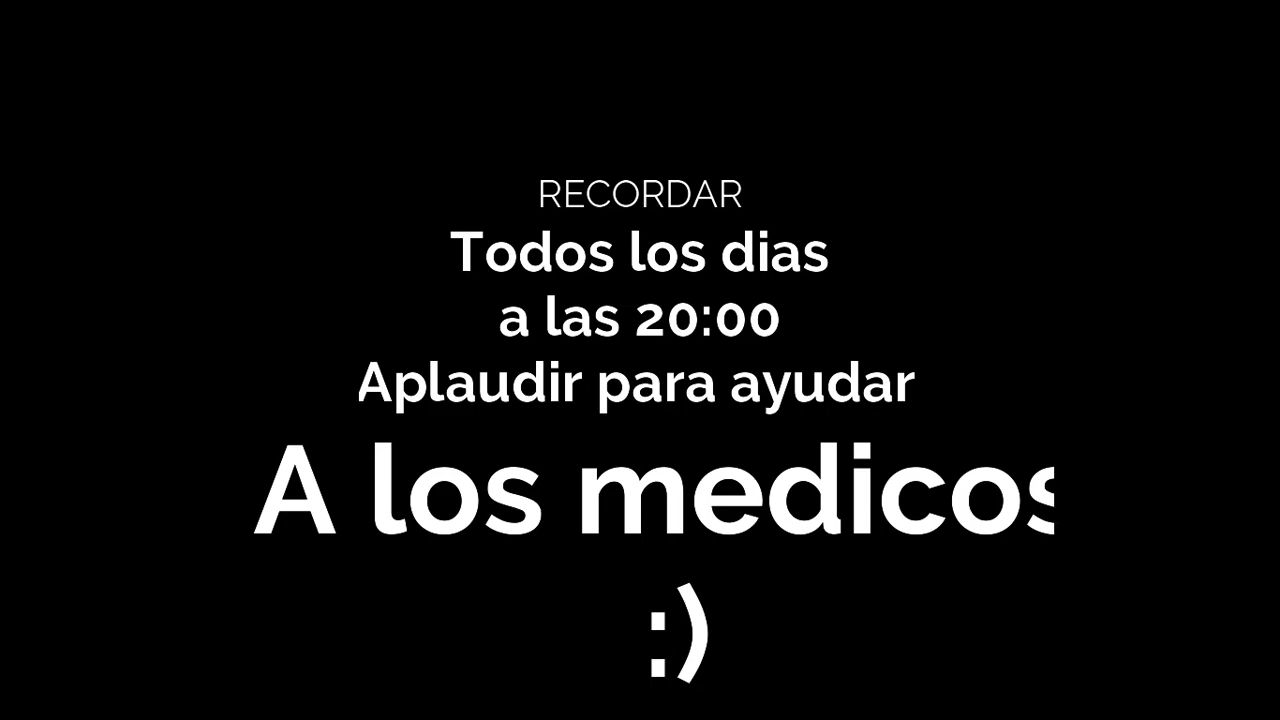 RECORDAR
Todos los dias
a las 20:00
Aplaudir para ayudar
A los medicos
:)